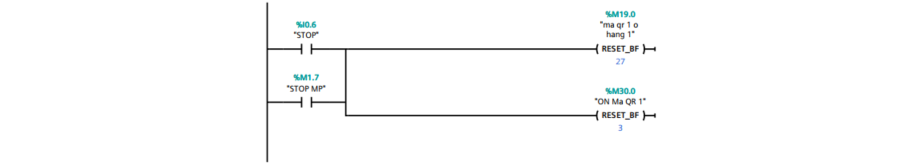 %M19.0
"ma qr 1 o
hang 1"
%I0.6
"STOP"
RESET_BF
27
%M1.7
"STOP MP"
%M30.0
"ON Ma QR 1"
RESET_BF
3